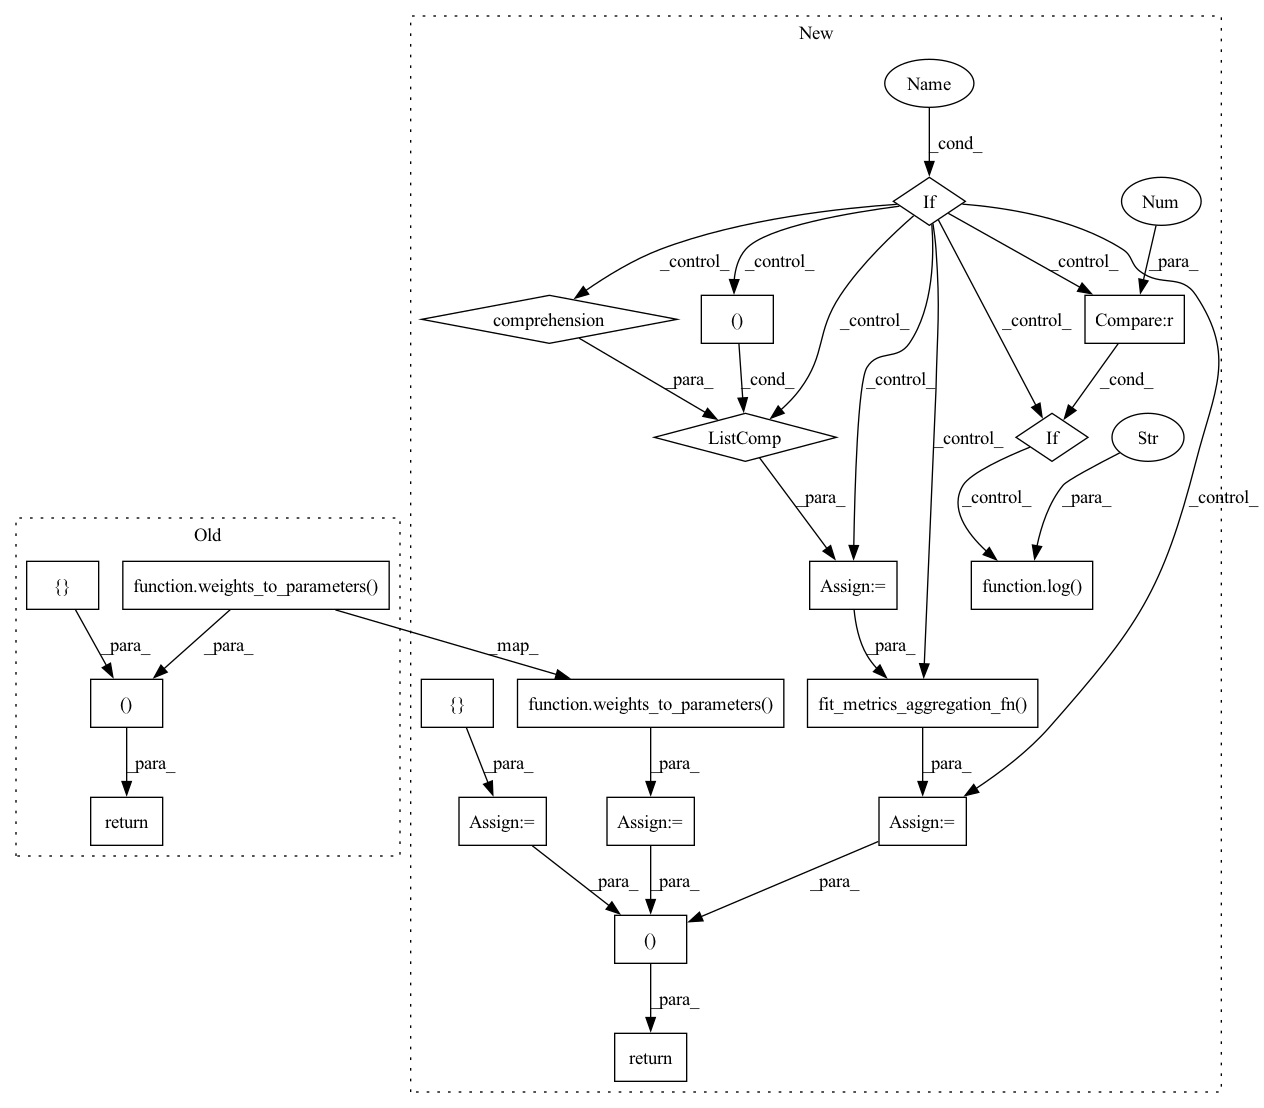 New
Name
_cond_
If
Num
_control_
_control_
_control_
_para_
comprehension
()
_control_
_control_
Compare:r
_para_
_cond_
_control_
_cond_
ListComp
_control_
If
Str
_para_
_control_
_para_
_control_
Old
{}
function.weights_to_parameters()
Assign:=
function.log()
_para_
_para_
_map_
_para_
()
{}
function.weights_to_parameters()
fit_metrics_aggregation_fn()
_para_
_para_
_para_
_para_
return
Assign:=
Assign:=
Assign:=
_para_
_para_
_para_
()
_para_
return